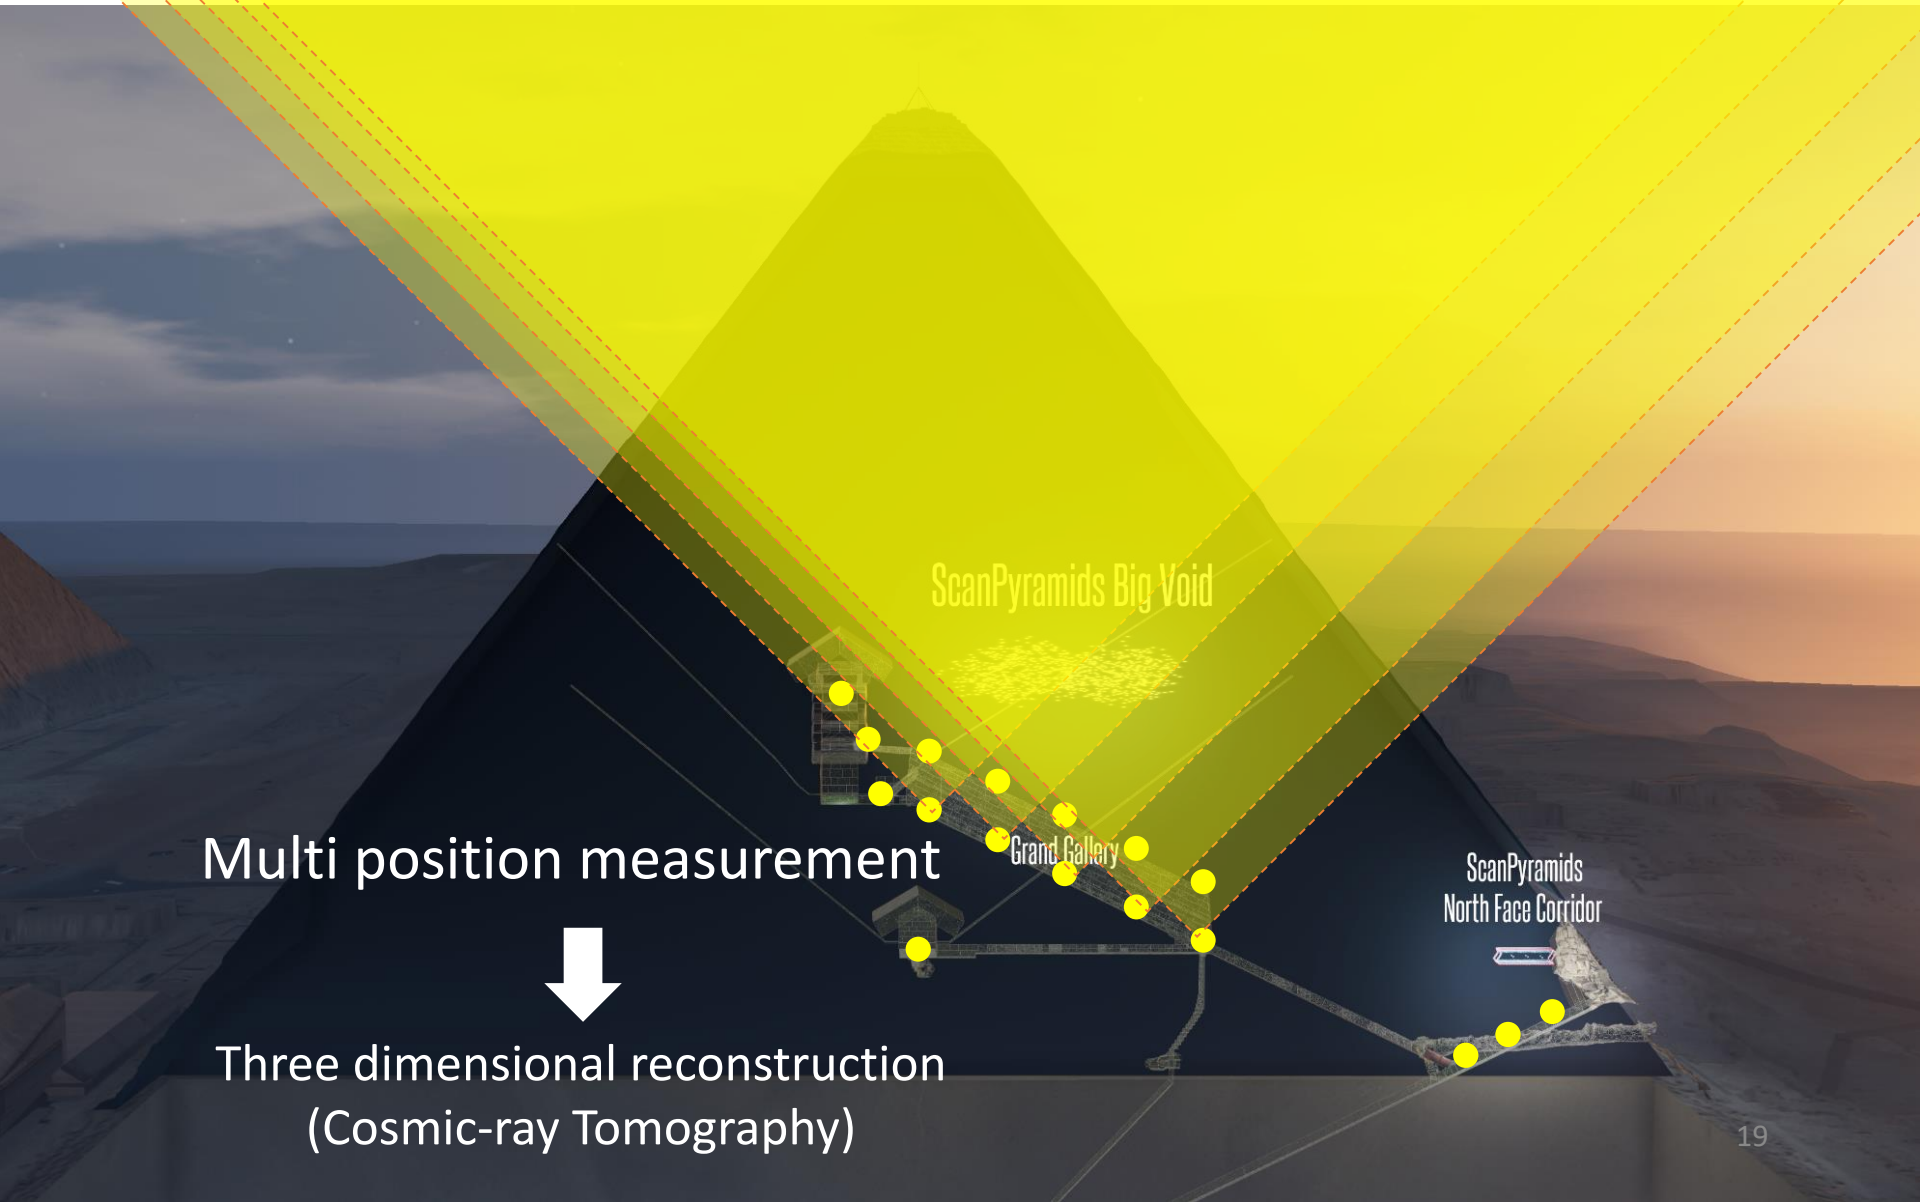 ScanPyramids Big Void
Multi position measurement
Grand Gallery
ScanPyramids
North Face Corridor
Three dimensional reconstruction
(Cosmic-ray Tomography)
19